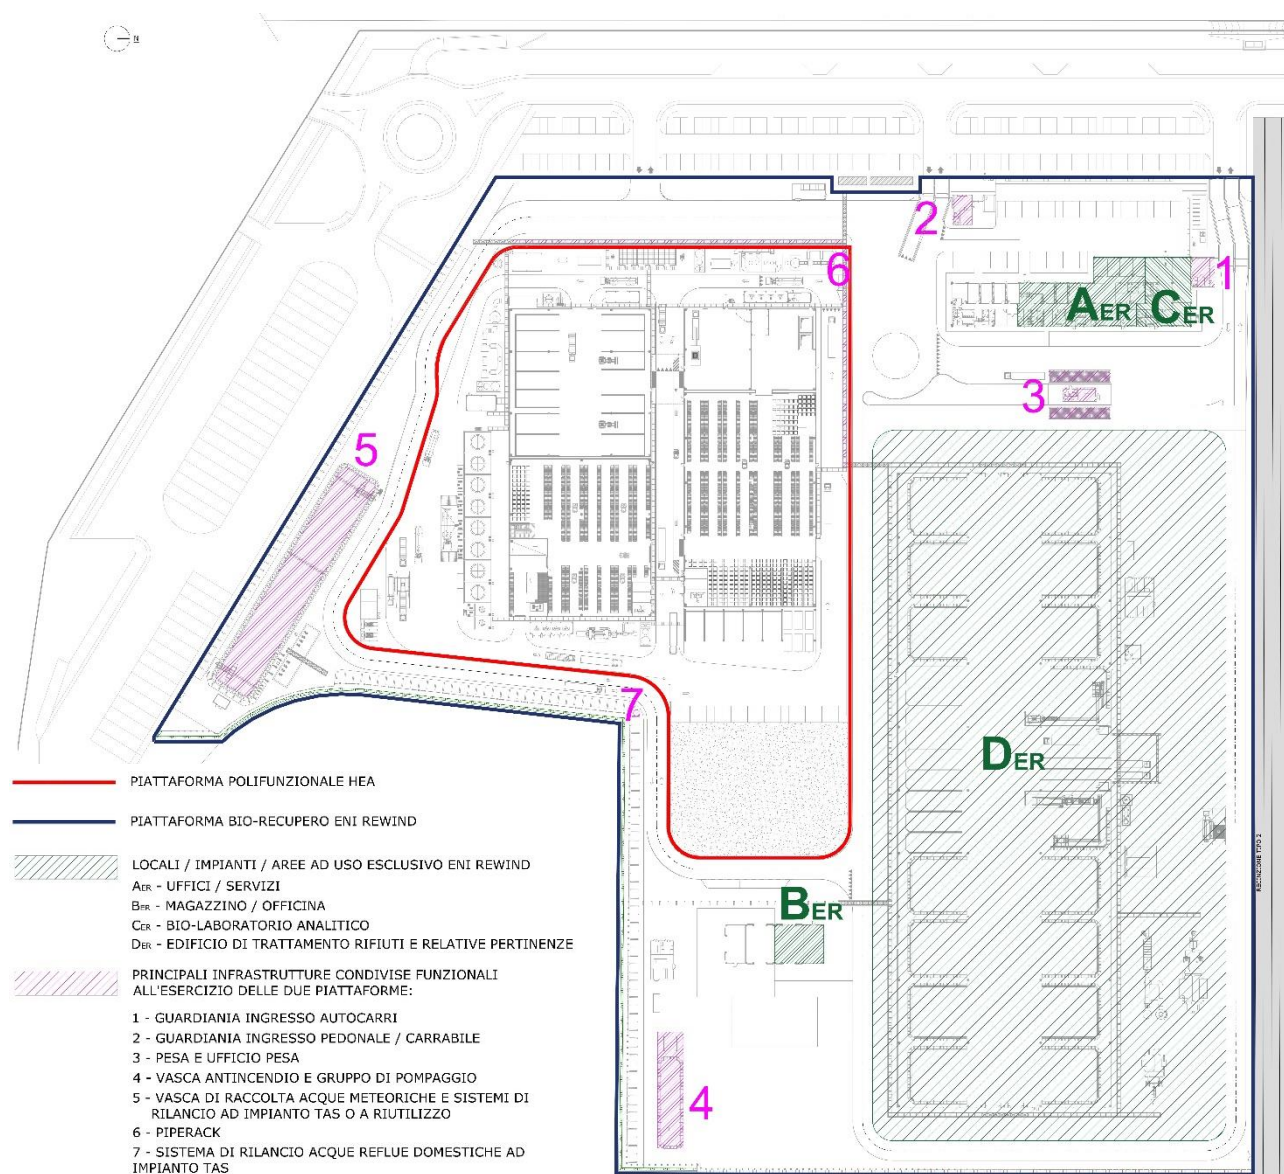 N
2
1
6
AER
CER
3
5
DER
7
BER
4
RECINZIONE TIPO 2
PIATTAFORMA POLIFUNZIONALE HEA
PIATTAFORMA BIO-RECUPERO ENI REWIND
LOCALI / IMPIANTI / AREE AD USO ESCLUSIVO ENI REWIND
AER - UFFICI / SERVIZI
BER - MAGAZZINO / OFFICINA
CER - BIO-LABORATORIO ANALITICO
DER - EDIFICIO DI TRATTAMENTO RIFIUTI E RELATIVE PERTINENZE
PRINCIPALI INFRASTRUTTURE CONDIVISE FUNZIONALI
ALL'ESERCIZIO DELLE DUE PIATTAFORME:
1 - GUARDIANIA INGRESSO AUTOCARRI
2 - GUARDIANIA INGRESSO PEDONALE / CARRABILE
3 - PESA E UFFICIO PESA
4 - VASCA ANTINCENDIO E GRUPPO DI POMPAGGIO
5 - VASCA DI RACCOLTA ACQUE METEORICHE E SISTEMI DI
RILANCIO AD IMPIANTO TAS O A RIUTILIZZO
6 - PIPERACK
7 - SISTEMA DI RILANCIO ACQUE REFLUE DOMESTICHE AD
IMPIANTO TAS